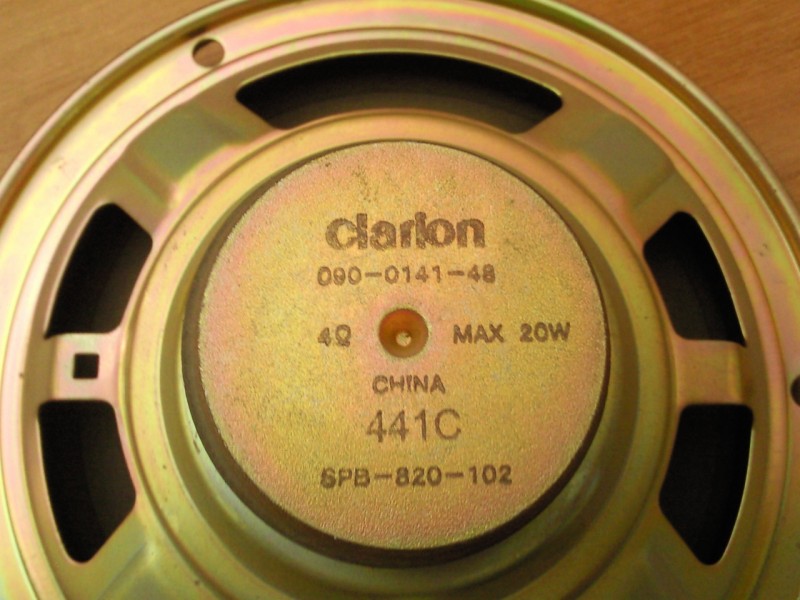 clarion
090-0141-48
4Ω MAX 20W
CHINA
441C
SPB-820-102